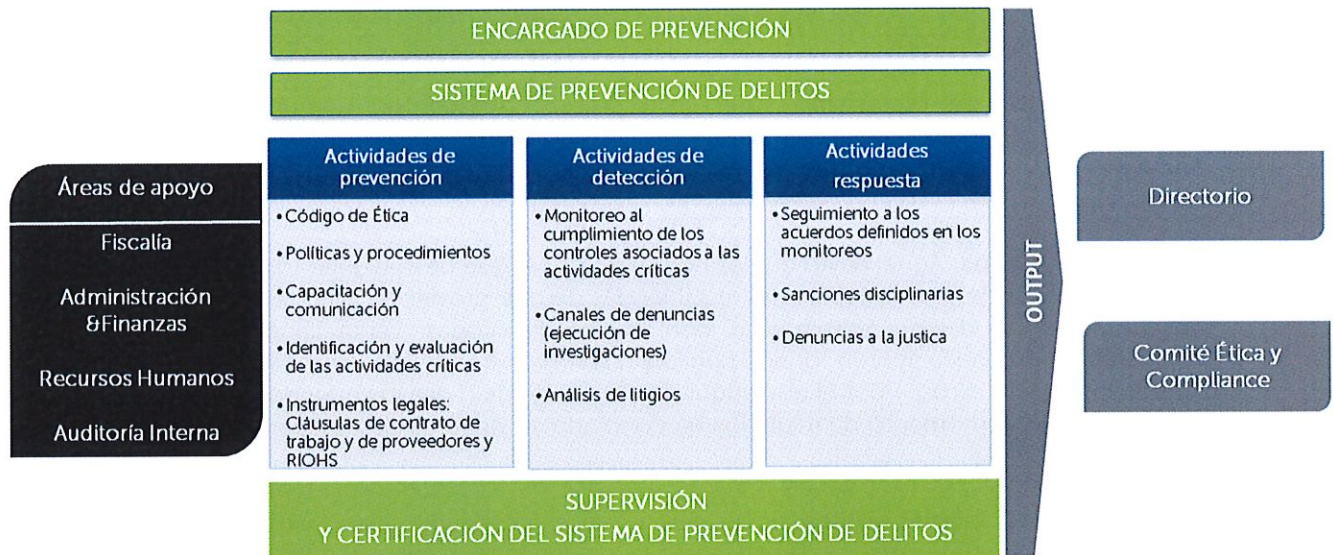 ENCARGADO DE PREVENCIÓN
SISTEMA DE PREVENCIÓN DE DELITOS
Áreas de apoyo
Fiscalía
Administración
&Finanzas
Recursos Humanos
Auditoría Interna
Actividades de
prevención
• Código de Ética
• Políticas y procedimientos
• Capacitación y
comunicación
• Identificación y evaluación
de las actividades críticas
• Instrumentos legales:
Cláusulas de contrato de
trabajo y de proveedores y
RIOHS
Actividades de
detección
• Monitoreo al
cumplimiento de los
controles asociados a las
actividades críticas
• Canales de denuncias
(ejecución de
investigaciones)
• Análisis de litigios
Actividades
respuesta
• Seguimiento a los
acuerdos definidos en los
monitoreos
• Sanciones disciplinarias
• Denuncias a la justica
SUPERVISIÓN
Y CERTIFICACIÓN DEL SISTEMA DE PREVENCIÓN DE DELITOS
OUTPUT
Directorio
Comité Ética y
Compliance